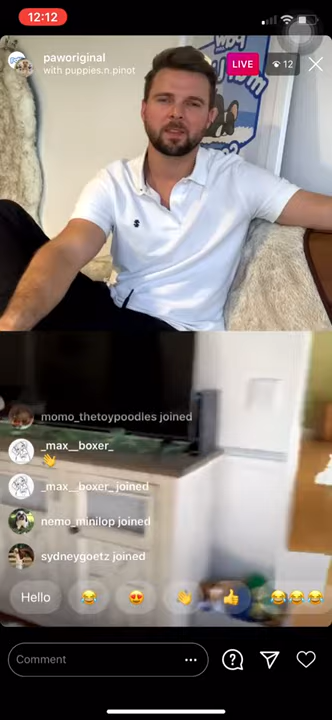 12:12
paworiginal
with puppies.n.pinot
LIVE
12
momo_thetoypoodles joined
_max__boxer_
_max__boxer_ joined
nemo_minilop joined
sydneygoetz joined
Hello
Comment